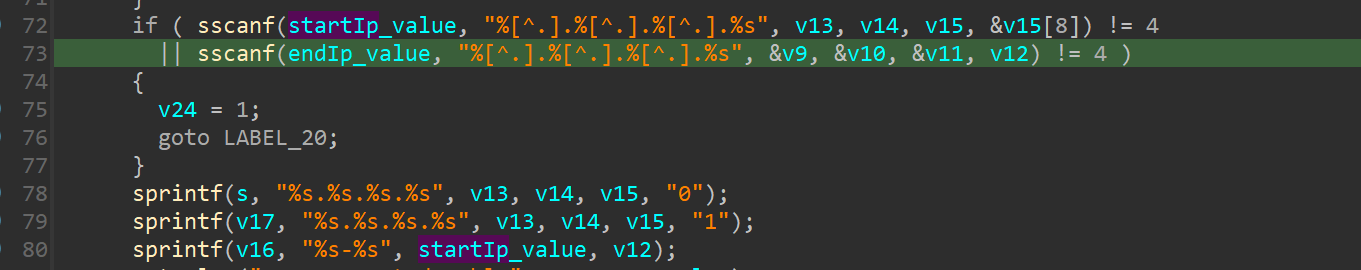 72 if ( sscanf(startIp_value, "%[^.].%[^.].%[^.].%s", v13, v14, v15, &v15[8]) != 4
73 || sscanf(endIp_value, "%[^.].%[^.].%[^.].%s", &v9, &v10, &v11, v12) != 4 )
74 {
75 v24 = 1;
76 goto LABEL_20;
77 }
78 sprintf(s, "%s.%s.%s.%s", v13, v14, v15, "0");
79 sprintf(v17, "%s.%s.%s.%s", v13, v14, v15, "1");
80 sprintf(v16, "%s-%s", startIp_value, v12);